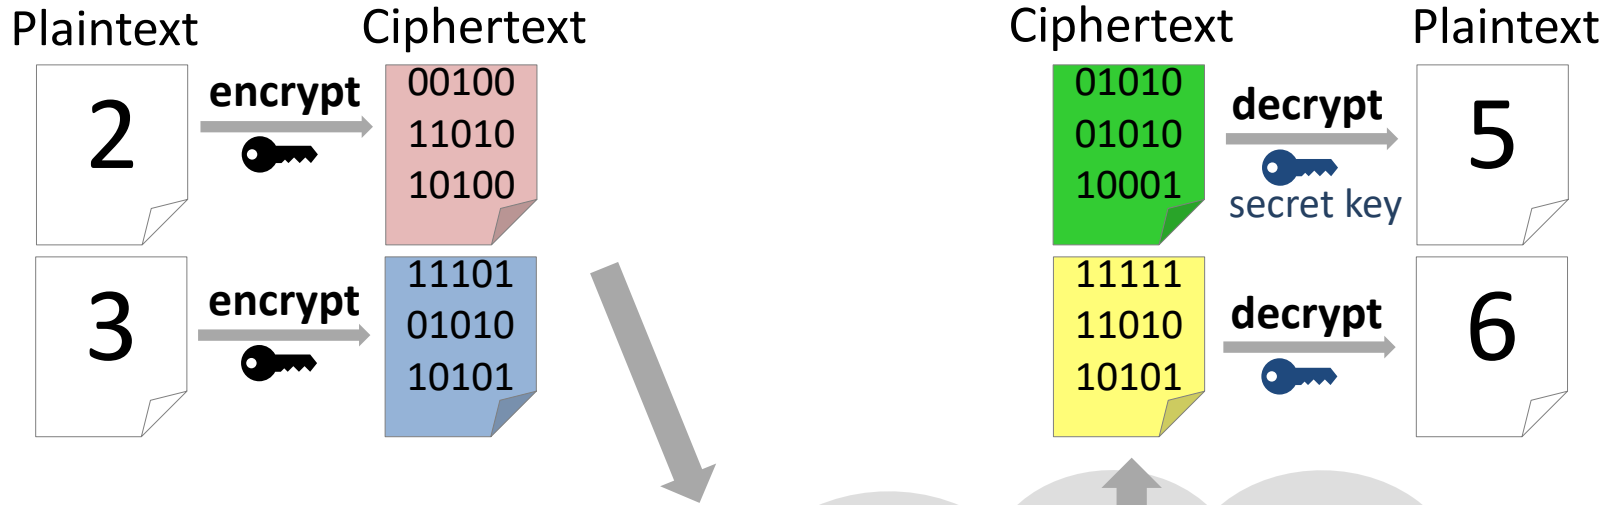 Plaintext
Ciphertext
2
encrypt
00100
11010
10100
3
encrypt
11101
01010
10101
Ciphertext
Plaintext
01010
01010
10001
decrypt
secret key
5
11111
11010
10101
decrypt
6